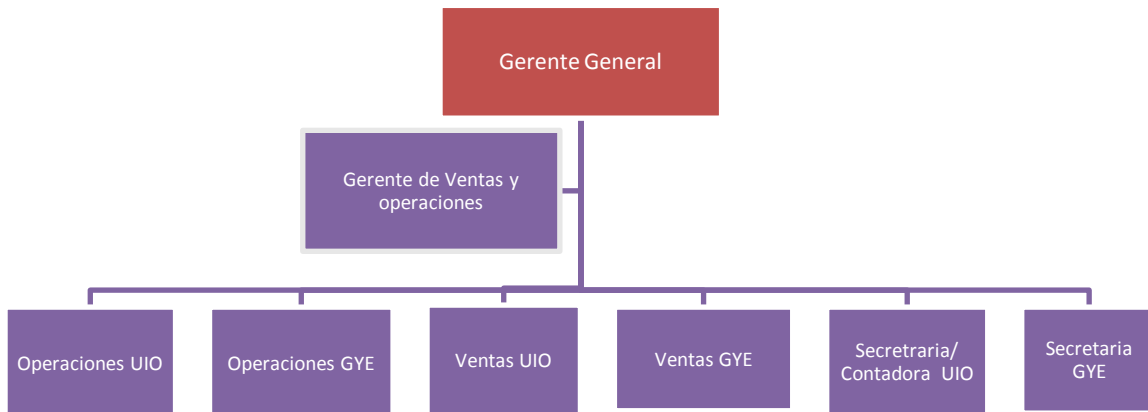 Gerente General
Gerente de Ventas y
operaciones
Operaciones UIO
Operaciones GYE
Ventas UIO
Ventas GYE
Secretraria/
Contadora UIO
Secretaria
GYE